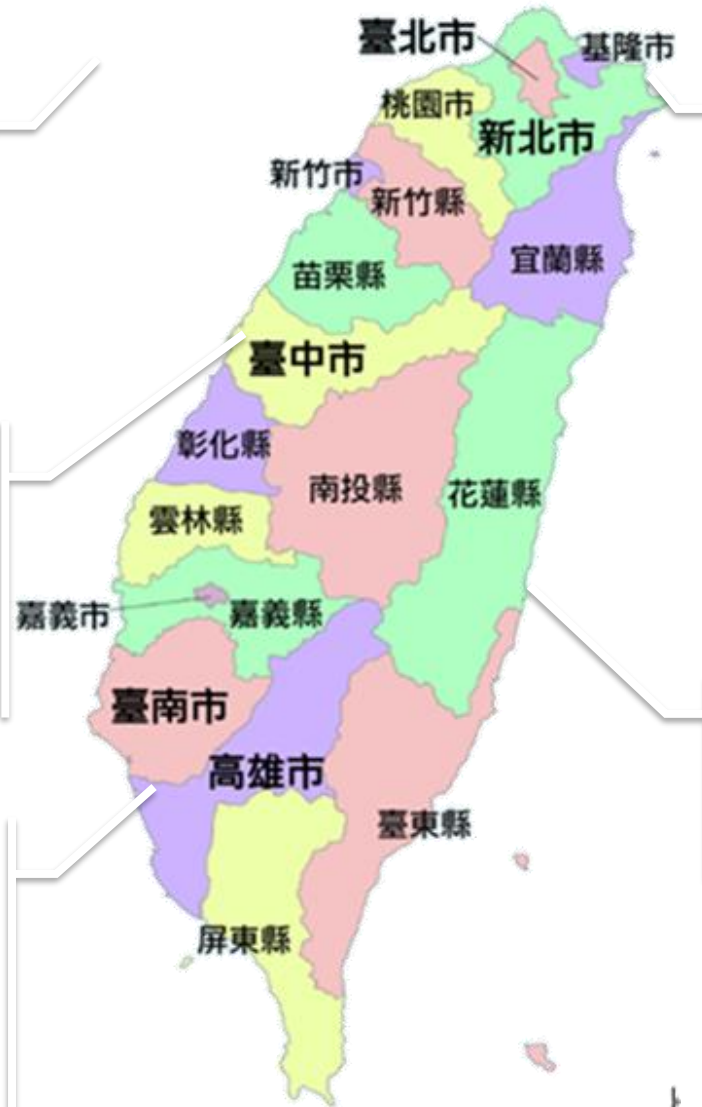 臺北市
基隆市
桃園市
新北市
新竹市
新竹縣
宜蘭縣
苗栗縣
臺中市
彰化縣
南投縣
花蓮縣
雲林縣
嘉義市
嘉義縣
臺南市
高雄市
臺東縣
屏東縣